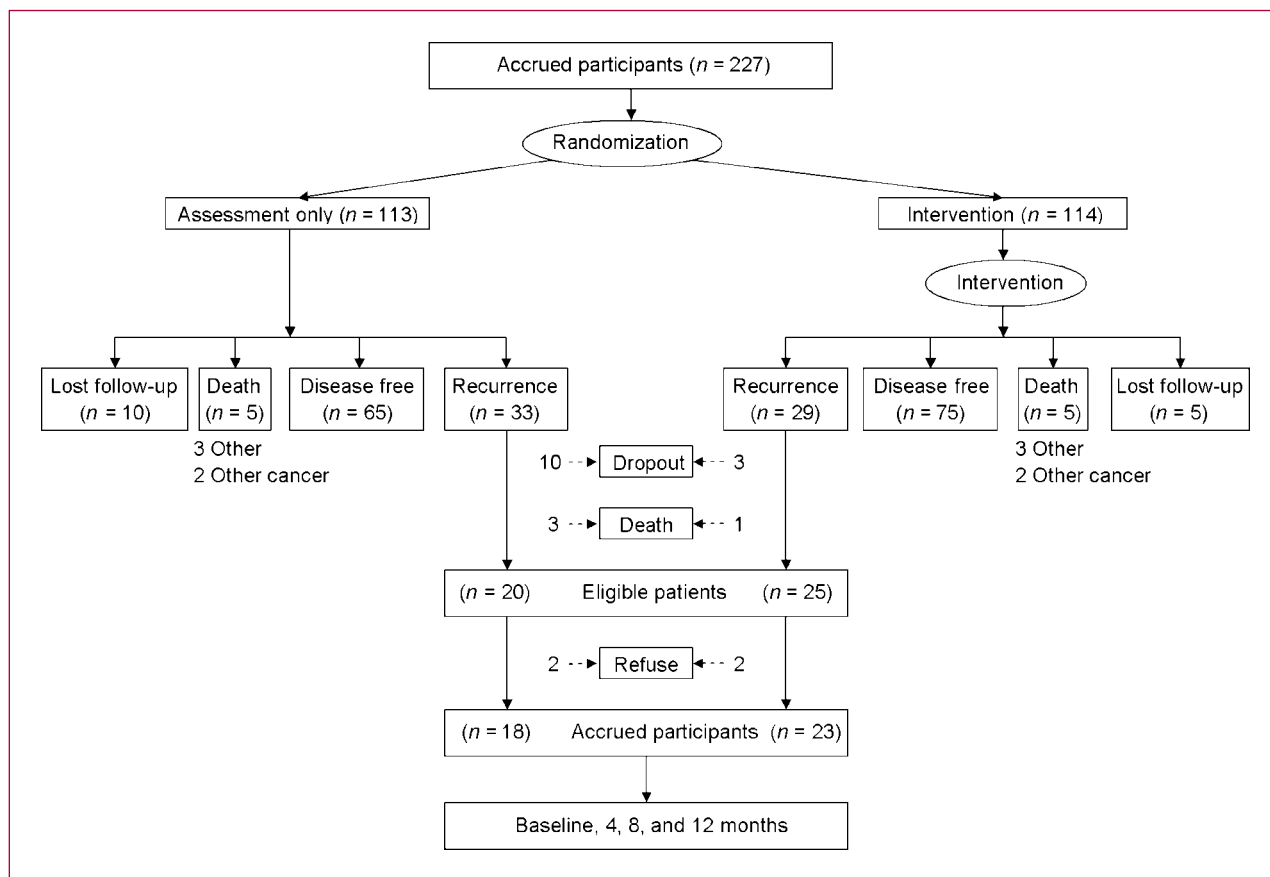 Accrued participants (n = 227)
Randomization
Assessment only (n = 113)
Intervention (n = 114)
Intervention
Lost follow-up
(n = 10)
Death
(n = 5)
3 Other
2 Other cancer
Disease free
(n = 65)
Recurrence
(n = 33)
Recurrence
(n = 29)
Disease free
(n = 75)
Death
(n = 5)
3 Other
2 Other cancer
Lost follow-up
(n = 5)
10 Dropout 3
3 Death 1
(n = 20) Eligible patients (n = 25)
2 Refuse 2
(n = 18) Accrued participants (n = 23)
Baseline, 4, 8, and 12 months